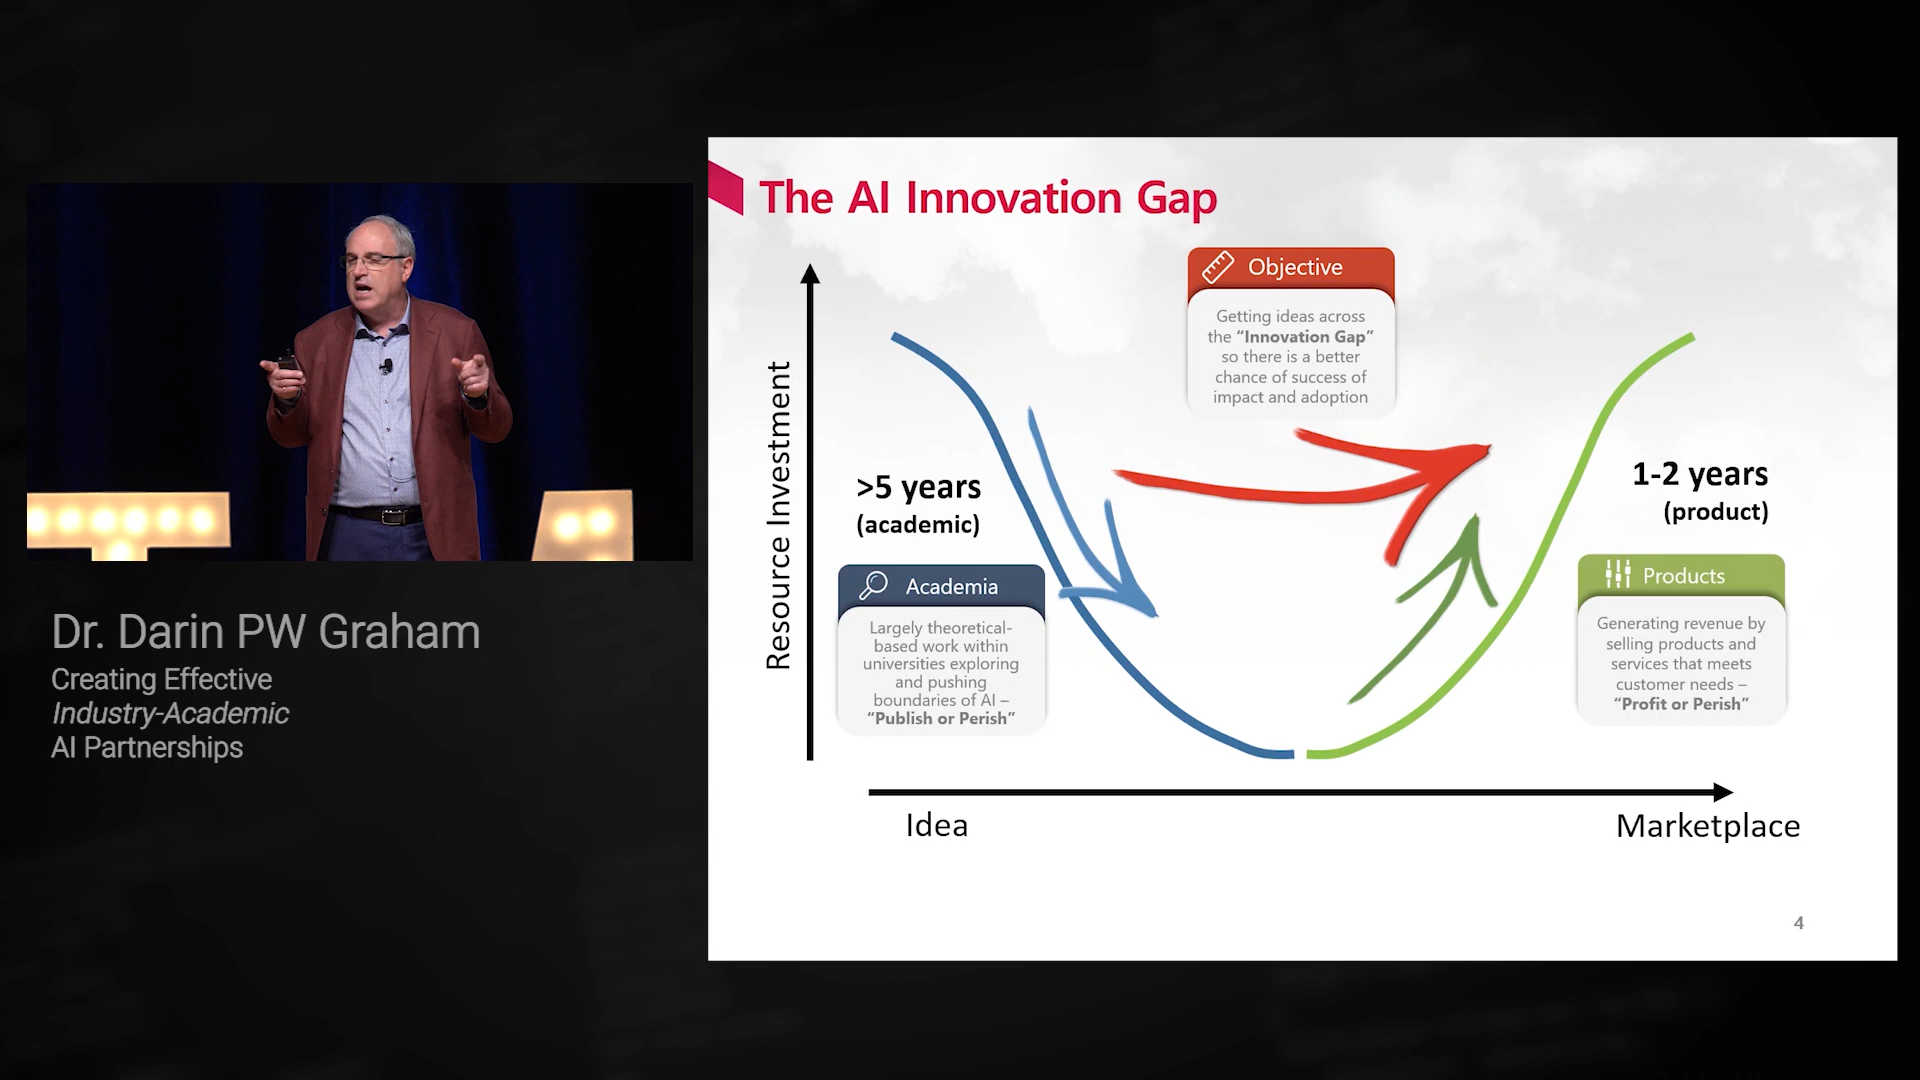 Dr. Darin PW Graham
Creating Effective
Industry-Academic
AI Partnerships
The AI Innovation Gap
Resource Investment
Objective
Getting ideas across
the “Innovation Gap”
so there is a better
chance of success of
impact and adoption
>5 years
(academic)
Academia
Largely theoretical-
based work within
universities exploring
and pushing
boundaries of AI –
“Publish or Perish”
1-2 years
(product)
Products
Generating revenue by
selling products and
services that meets
customer needs –
“Profit or Perish”
Idea
Marketplace
4